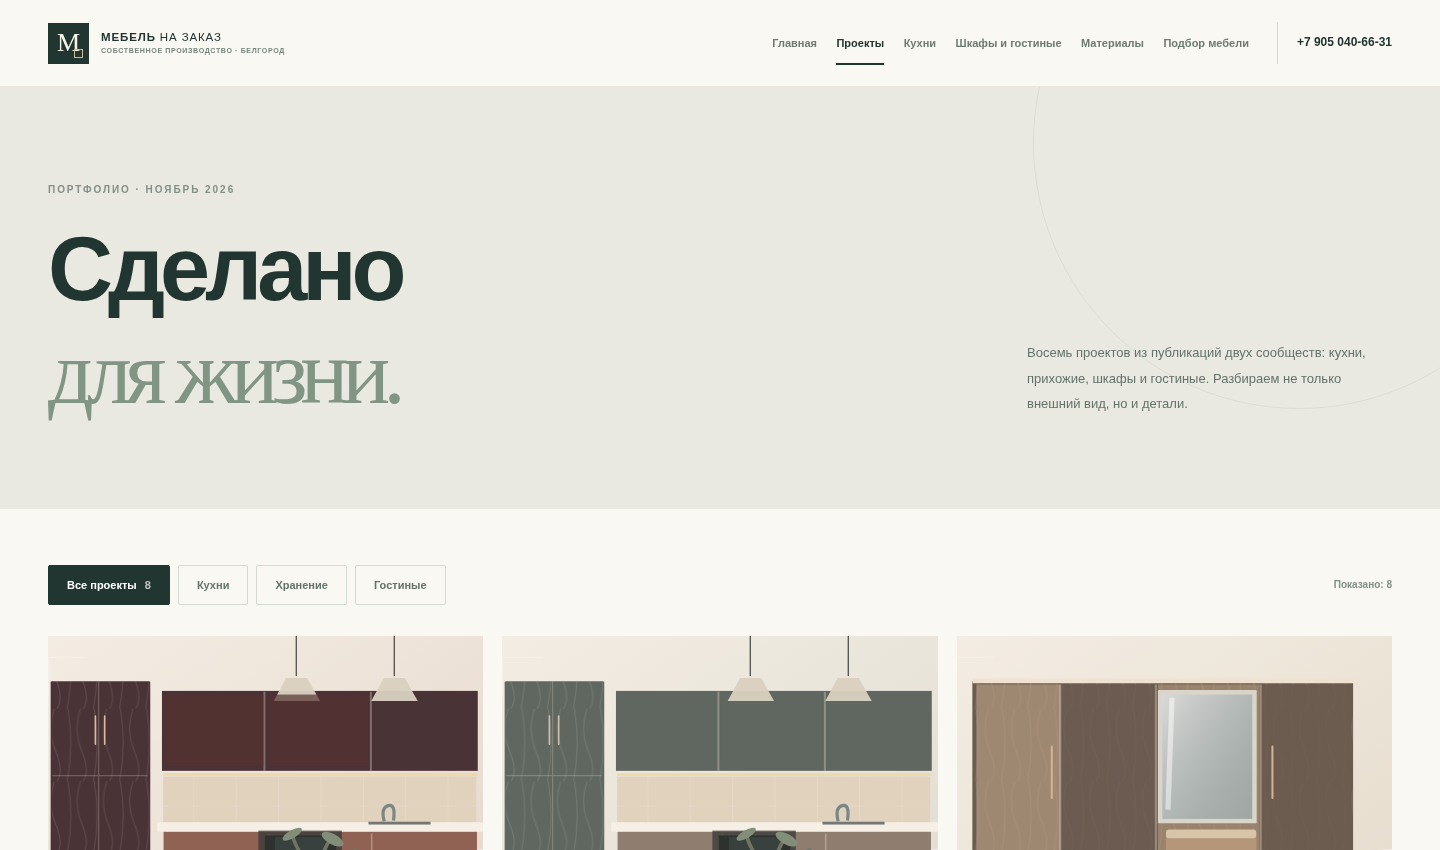 М
МЕБЕЛЬ НА ЗАКАЗ
СОБСТВЕННОЕ ПРОИЗВОДСТВО · БЕЛГОРОД
Главная Проекты Кухни Шкафы и гостиные Материалы Подбор мебели +7 905 040-66-31
ПОРТФОЛИО · НОЯБРЬ 2026
Сделано
для жизни.
Восемь проектов из публикаций двух сообществ: кухни,
прихожие, шкафы и гостиные. Разбираем не только
внешний вид, но и детали.
Все проекты 8 Кухни Хранение Гостиные Показано: 8